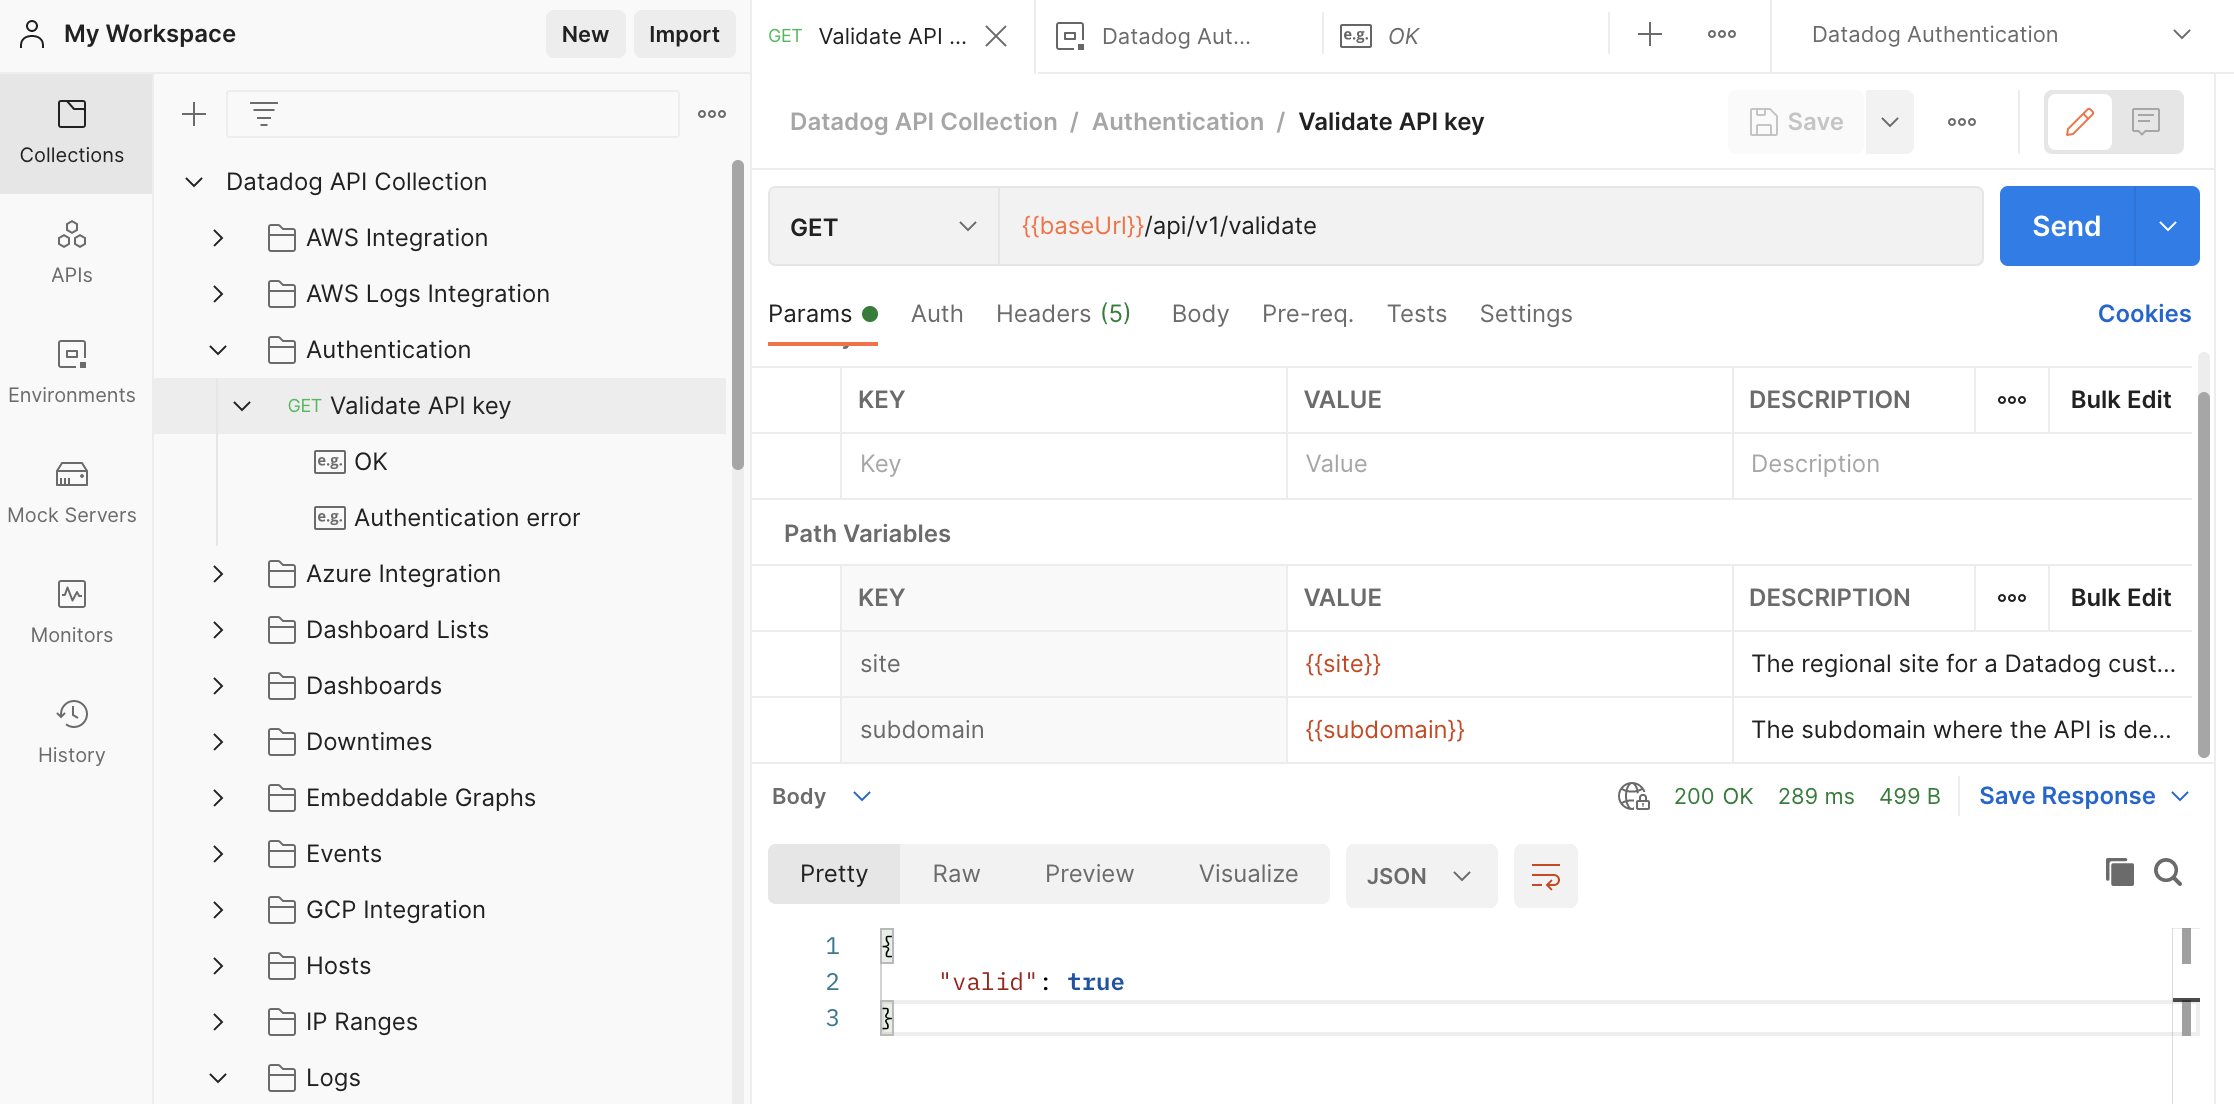 My Workspace
New
Import
Collections
APIs
Environments
Mock Servers
Monitors
History
Datadog API Collection
AWS Integration
AWS Logs Integration
Authentication
GET Validate API key
e.g. OK
e.g. Authentication error
Azure Integration
Dashboard Lists
Dashboards
Downtimes
Embeddable Graphs
Events
GCP Integration
Hosts
IP Ranges
Logs
GET Validate API ...
Datadog Aut...
e.g. OK
Datadog Authentication
Datadog API Collection / Authentication / Validate API key
Save
GET
{{baseUrl}}/api/v1/validate
Send
Params Auth Headers (5) Body Pre-req. Tests Settings
Cookies
KEY VALUE DESCRIPTION Bulk Edit
Key Value Description
Path Variables
KEY VALUE DESCRIPTION Bulk Edit
site {{site}} The regional site for a Datadog cust...
subdomain {{subdomain}} The subdomain where the API is de...
Body
200 OK 289 ms 499 B Save Response
Pretty Raw Preview Visualize JSON
1 {
2 "valid": true
3 }